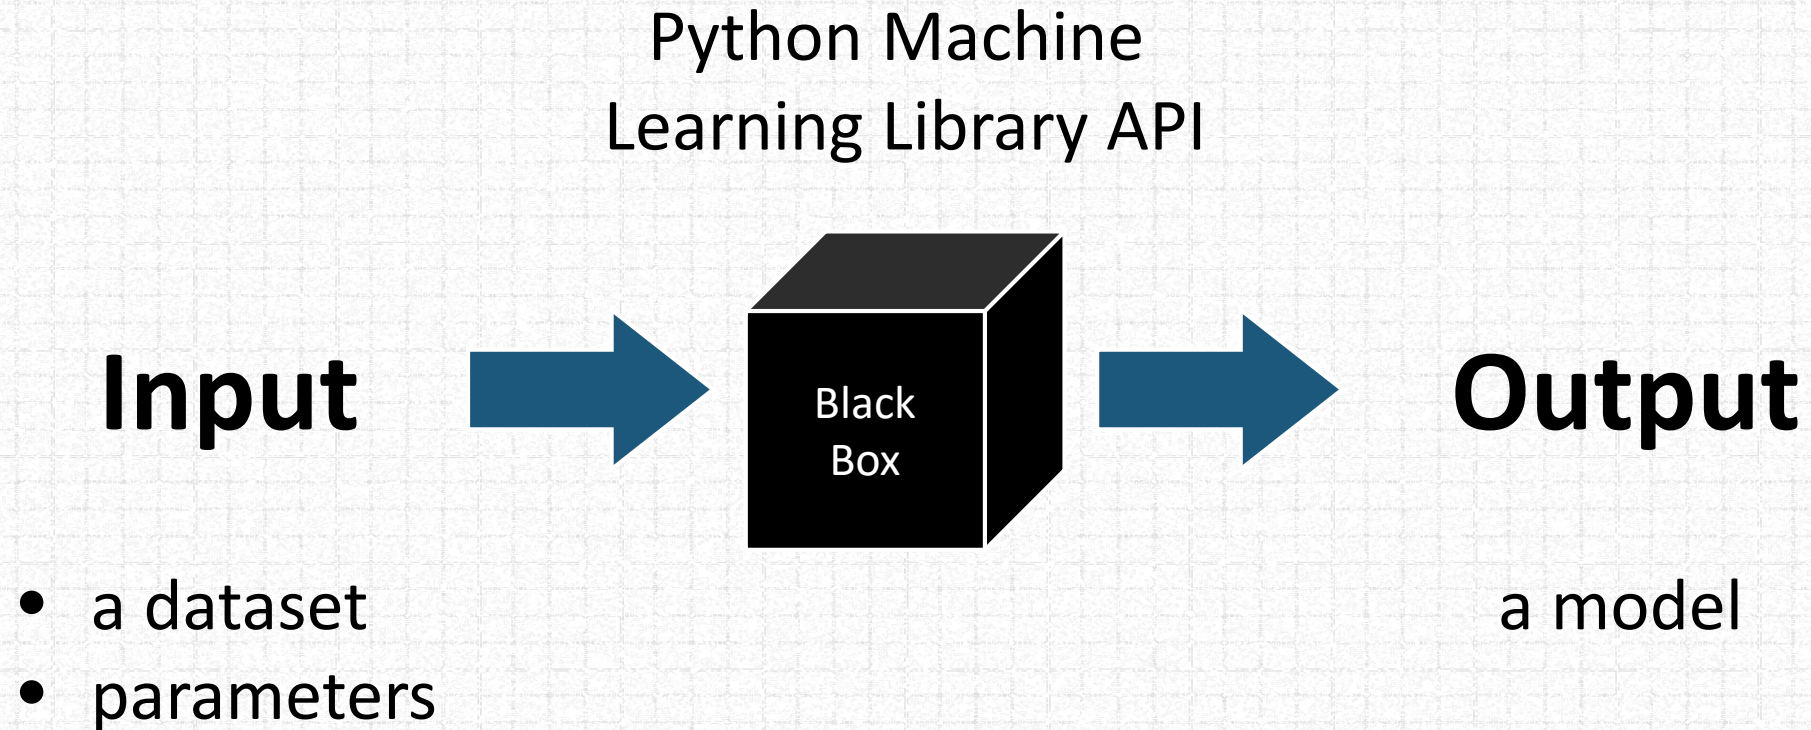 Python Machine
Learning Library API
Input
Black
Box
Output
• a dataset
• parameters
a model